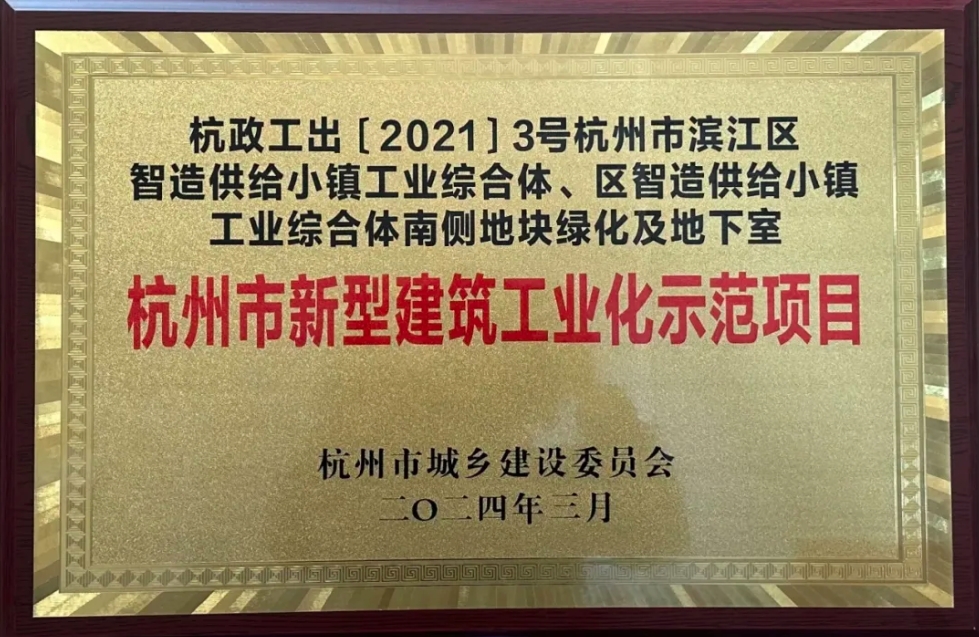 杭政工出[2021]3号杭州市滨江区
智造供给小镇工业综合体、区智造供给小镇
工业综合体南侧地块绿化及地下室
杭州市新型建筑工业化示范项目
杭州市城乡建设委员会
二〇二四年三月